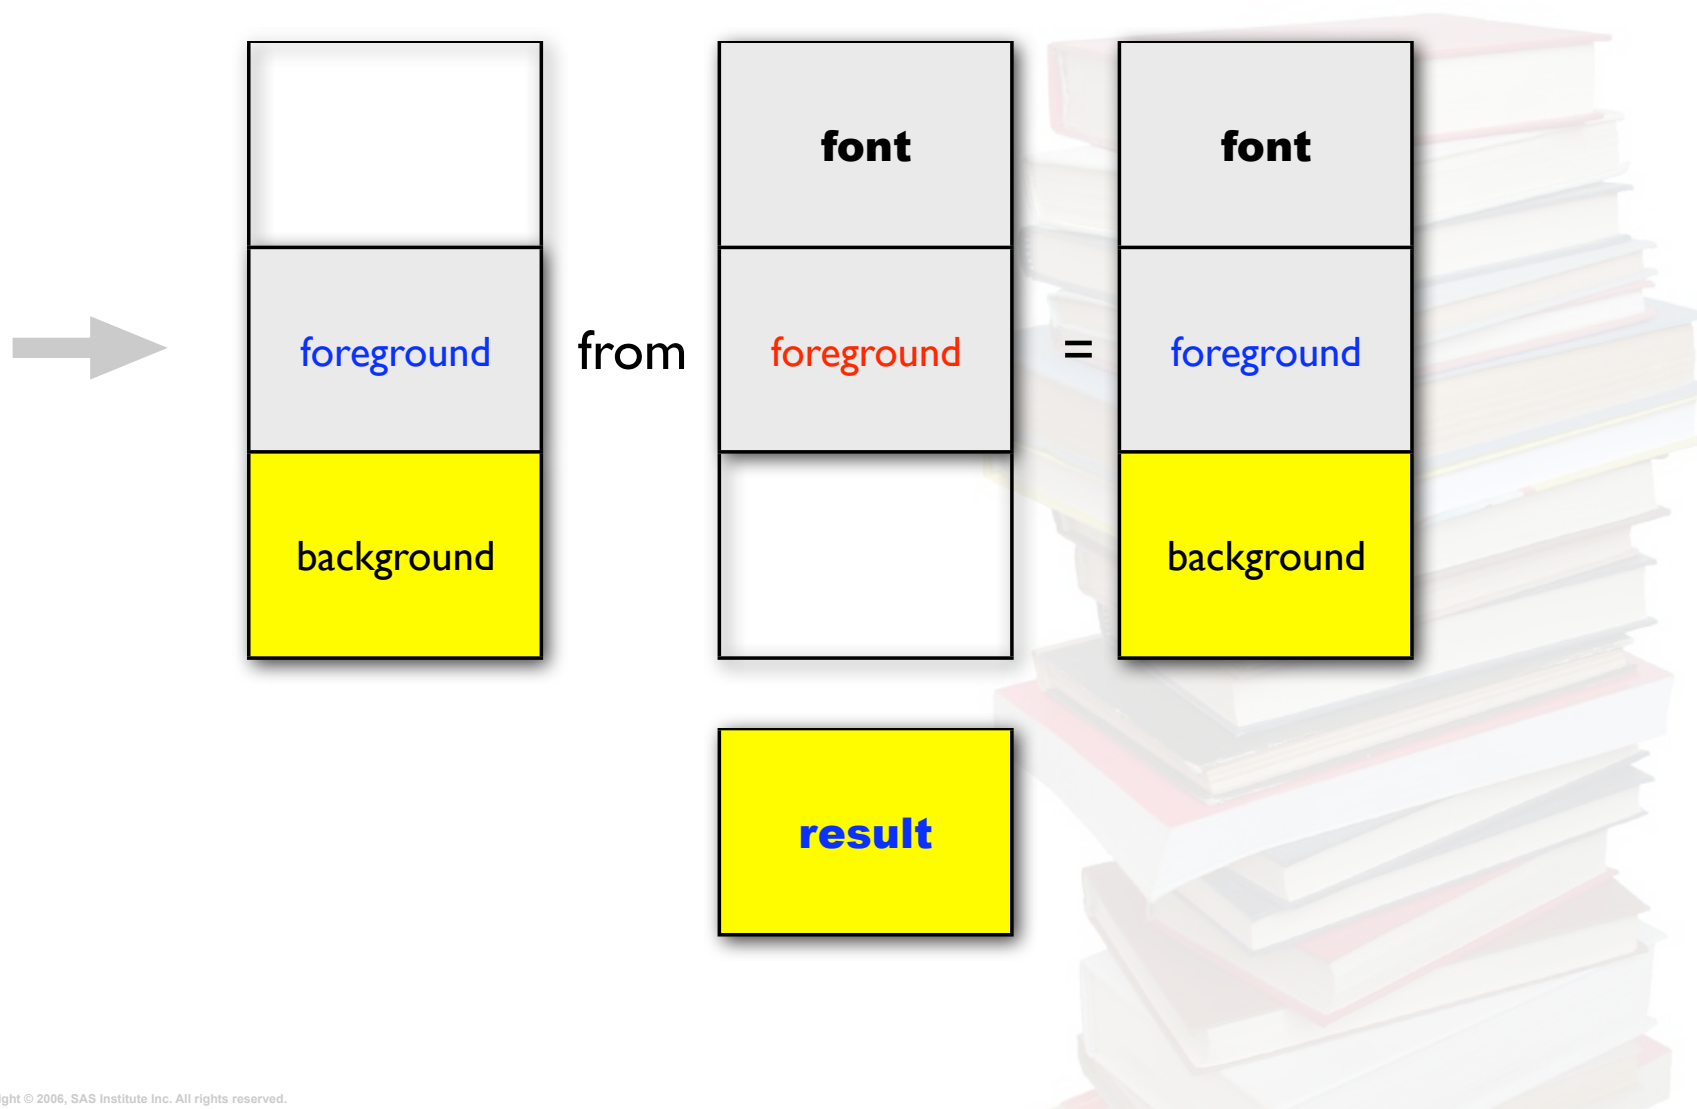 font
font
foreground
from
foreground
=
foreground
background
background
result
ght © 2006, SAS Institute Inc. All rights reserved.